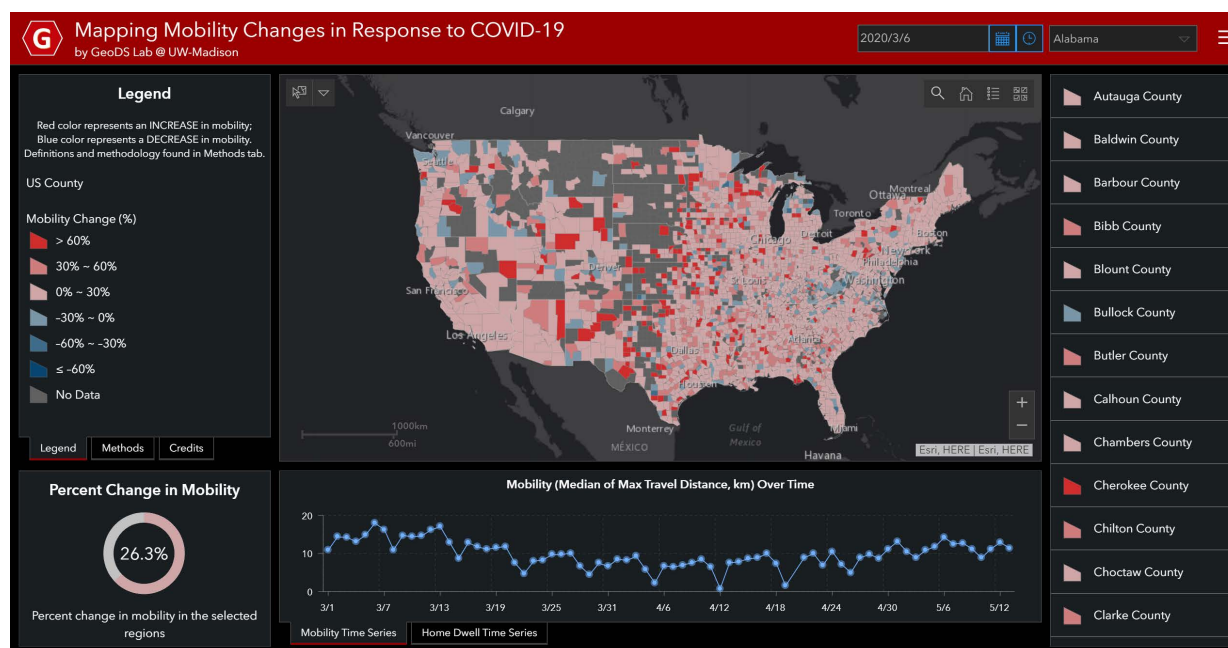 G
Mapping Mobility Changes in Response to COVID-19
by GeoDS Lab @ UW-Madison
2020/3/6
Alabama
Legend
Red color represents an INCREASE in mobility;
Blue color represents a DECREASE in mobility.
Definitions and methodology found in Methods tab.
US County
Mobility Change (%)
> 60%
30% ~ 60%
0% ~ 30%
-30% ~ 0%
-60% ~ -30%
≤ -60%
No Data
Legend Methods Credits
Calgary
Vancouver
Seattle
Montreal
Ottawa
Toronto
Detroit
Boston
Chicago
New York
Philadelphia
Denver
St Louis
Washington
San Francisco
Los Angeles
Atlanta
Dallas
Houston
Monterrey
Gulf of
Mexico
Miami
MÉXICO
Havana
1000km
600mi
+
−
Esri, HERE | Esri, HERE
Autauga County
Baldwin County
Barbour County
Bibb County
Blount County
Bullock County
Butler County
Calhoun County
Chambers County
Cherokee County
Chilton County
Choctaw County
Clarke County
Percent Change in Mobility
26.3%
Percent change in mobility in the selected
regions
Mobility (Median of Max Travel Distance, km) Over Time
20
10
0
3/1 3/7 3/13 3/19 3/25 3/31 4/6 4/12 4/18 4/24 4/30 5/6 5/12
Mobility Time Series Home Dwell Time Series